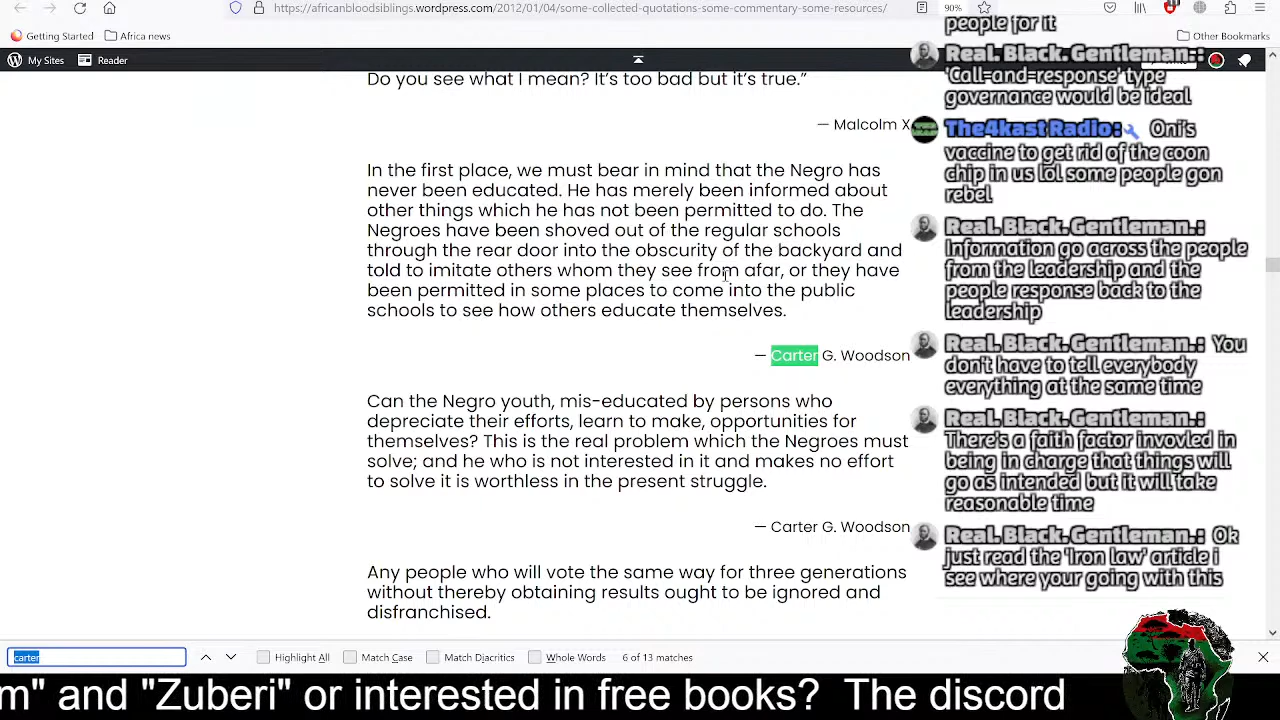 https://africanbloodsiblings.wordpress.com/2012/01/04/some-collected-quotations-some-commentary-some-resources/
90%
Getting Started
Africa news
Other Bookmarks
My Sites
Reader
Do you see what I mean? It’s too bad but it’s true.”
— Malcolm X
In the first place, we must bear in mind that the Negro has
never been educated. He has merely been informed about
other things which he has not been permitted to do. The
Negroes have been shoved out of the regular schools
through the rear door into the obscurity of the backyard and
told to imitate others whom they see from afar, or they have
been permitted in some places to come into the public
schools to see how others educate themselves.
— Carter G. Woodson
Can the Negro youth, mis-educated by persons who
depreciate their efforts, learn to make, opportunities for
themselves? This is the real problem which the Negroes must
solve; and he who is not interested in it and makes no effort
to solve it is worthless in the present struggle.
— Carter G. Woodson
Any people who will vote the same way for three generations
without thereby obtaining results ought to be ignored and
disfranchised.
people for it
Real. Black. Gentleman.:
'Call-and-response' type
governance would be ideal
The4kast Radio: Oni's
vaccine to get rid of the coon
chip in us lol some people gon
rebel
Real. Black. Gentleman.:
Information go across the people
from the leadership and the
people response back to the
leadership
Real. Black. Gentleman.: You
don't have to tell everybody
everything at the same time
Real. Black. Gentleman.:
There's a faith factor invovled in
being in charge that things will
go as intended but it will take
reasonable time
Real. Black. Gentleman.: Ok
just read the 'Iron law' article i
see where your going with this
carter
Highlight All
Match Case
Match Diacritics
Whole Words
6 of 13 matches
m" and "Zuberi" or interested in free books? The discord